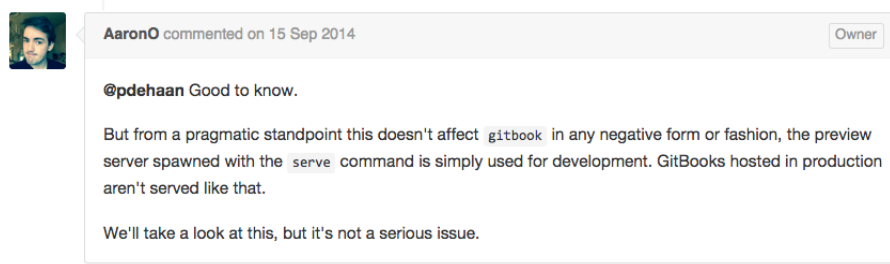 AaronO commented on 15 Sep 2014
Owner
@pdehaan Good to know.
But from a pragmatic standpoint this doesn't affect gitbook in any negative form or fashion, the preview
server spawned with the serve command is simply used for development. GitBooks hosted in production
aren't served like that.
We'll take a look at this, but it's not a serious issue.